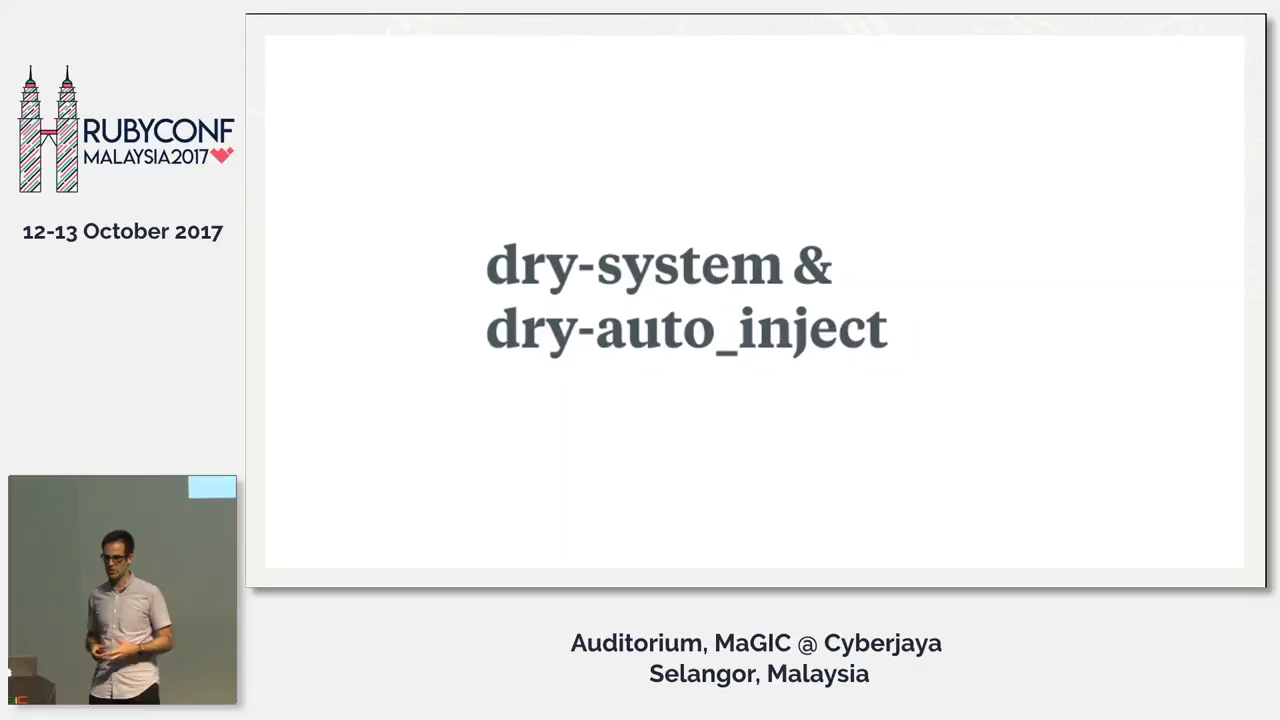 RUBYCONF
MALAYSIA2017
12-13 October 2017
dry-system &
dry-auto_inject
Auditorium, MaGIC @ Cyberjaya
Selangor, Malaysia